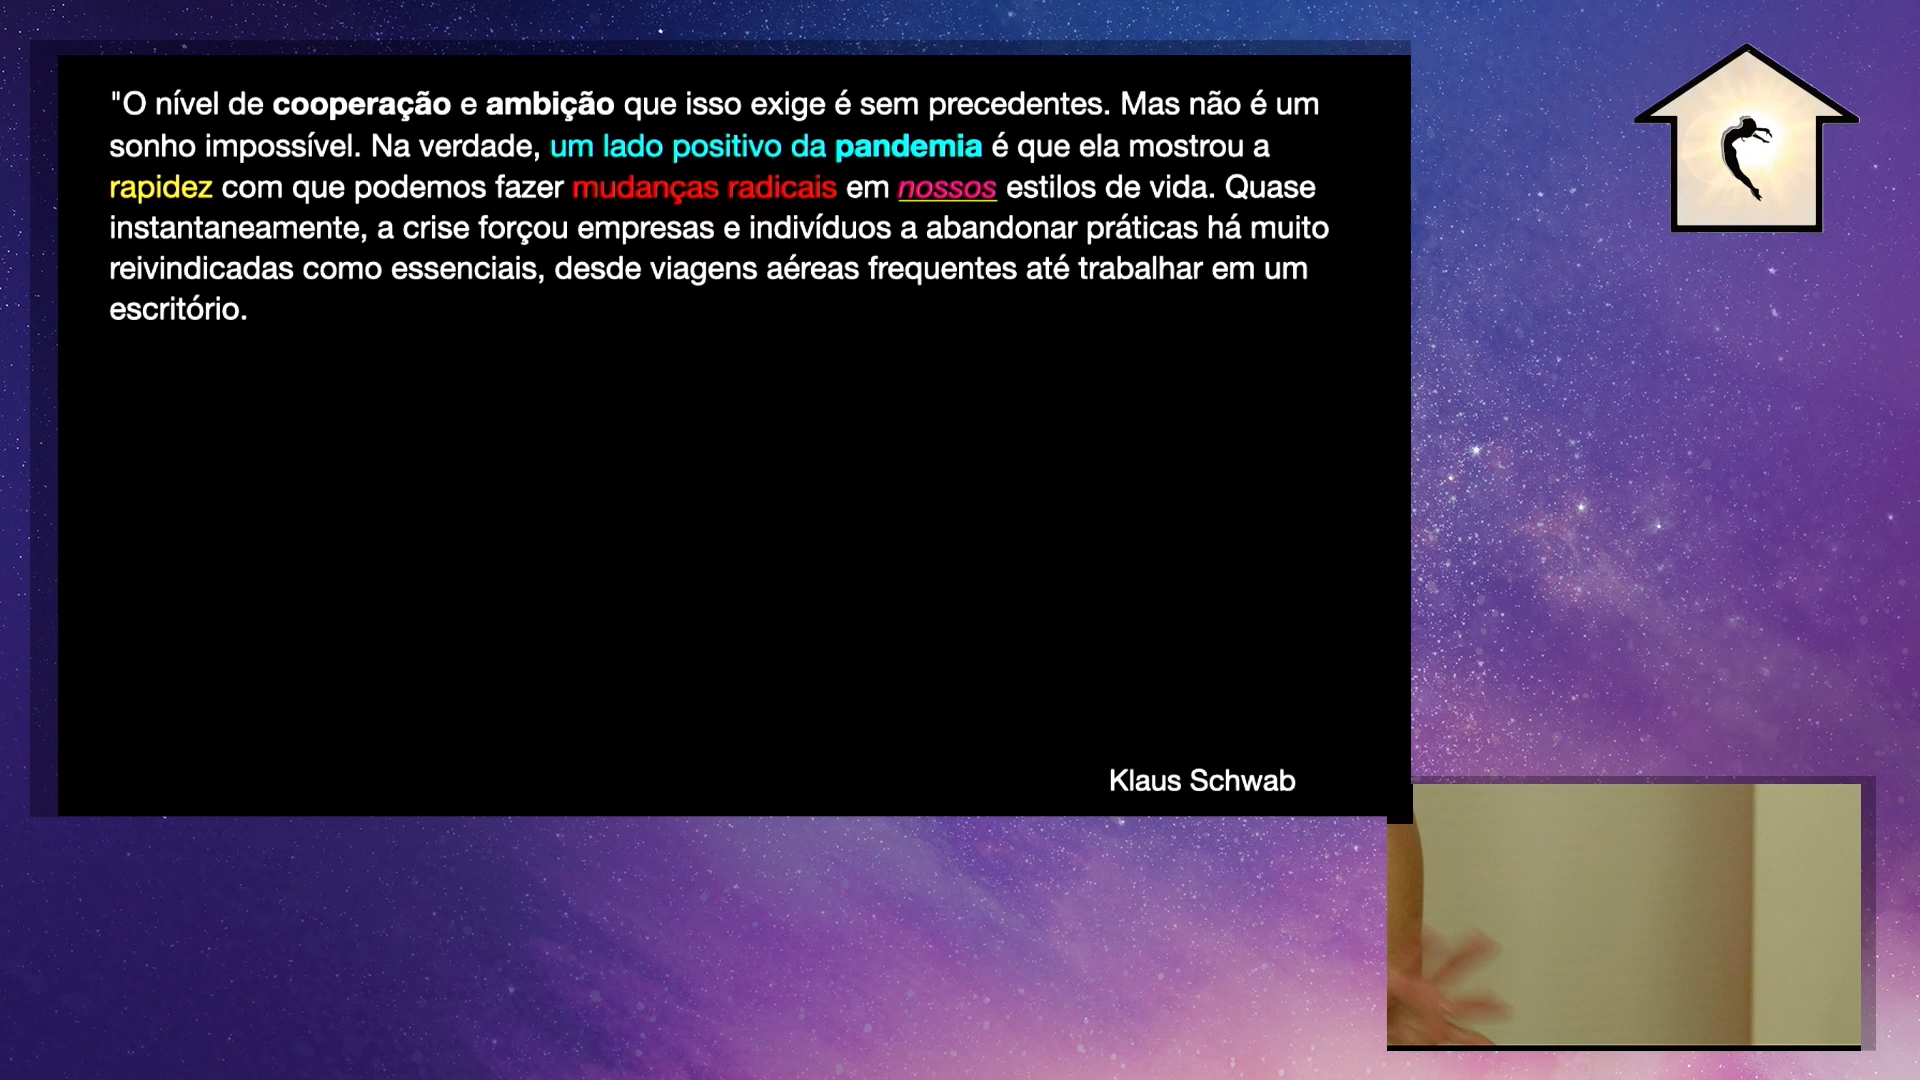 "O nível de cooperação e ambição que isso exige é sem precedentes. Mas não é um
sonho impossível. Na verdade, um lado positivo da pandemia é que ela mostrou a
rapidez com que podemos fazer mudanças radicais em nossos estilos de vida. Quase
instantaneamente, a crise forçou empresas e indivíduos a abandonar práticas há muito
reivindicadas como essenciais, desde viagens aéreas frequentes até trabalhar em um
escritório.
Klaus Schwab